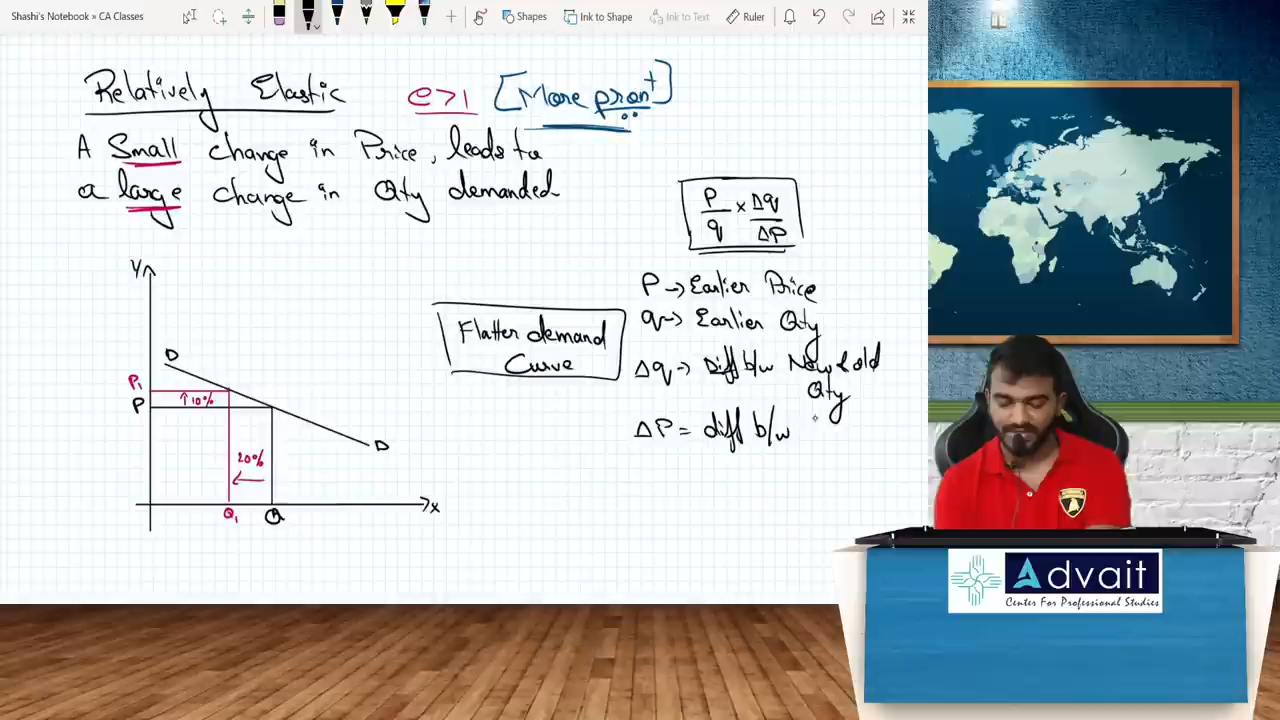 Shashi's Notebook » CA Classes
Shapes
Ink to Shape
Ink to Text
Ruler
Relatively Elastic e>1 [More pron+]
A Small change in Price, leads to
a large change in Qty demanded
P/q × Δq/ΔP
P → Earlier Price
q → Earlier Qty
Δq → Diff b/w New & old
Qty
ΔP = diff b/w
Flatter demand
Curve
Y
D
P1
↑10%
P
D
20%
Q1
Q
X
Advait
Center For Professional Studies